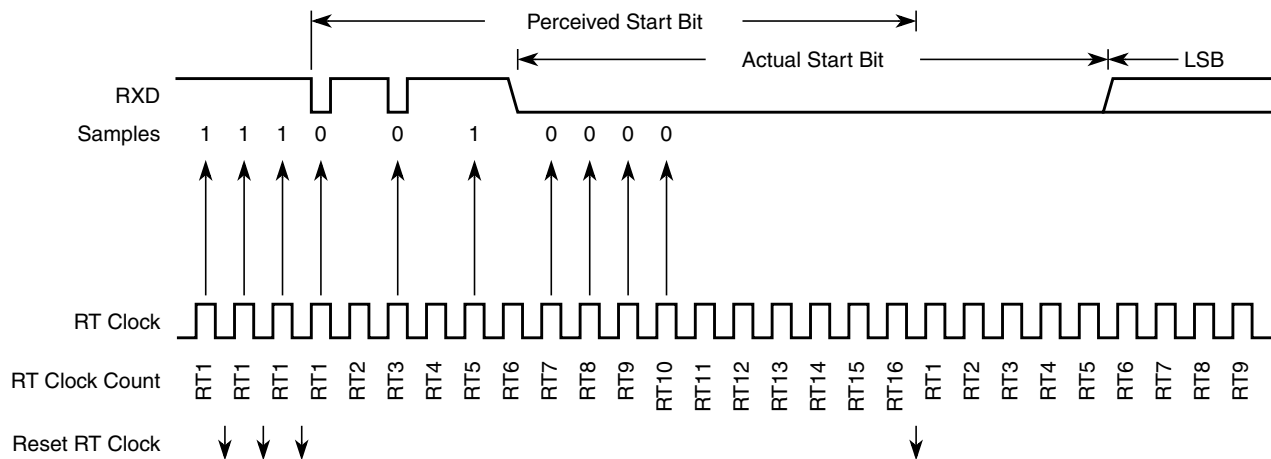 Perceived Start Bit
Actual Start Bit
LSB
RXD
Samples 1 1 1 0 0 1 0 0 0 0
RT Clock
RT Clock Count RT1 RT1 RT1 RT1 RT2 RT3 RT4 RT5 RT6 RT7 RT8 RT9 RT10 RT11 RT12 RT13 RT14 RT15 RT16 RT1 RT2 RT3 RT4 RT5 RT6 RT7 RT8 RT9
Reset RT Clock